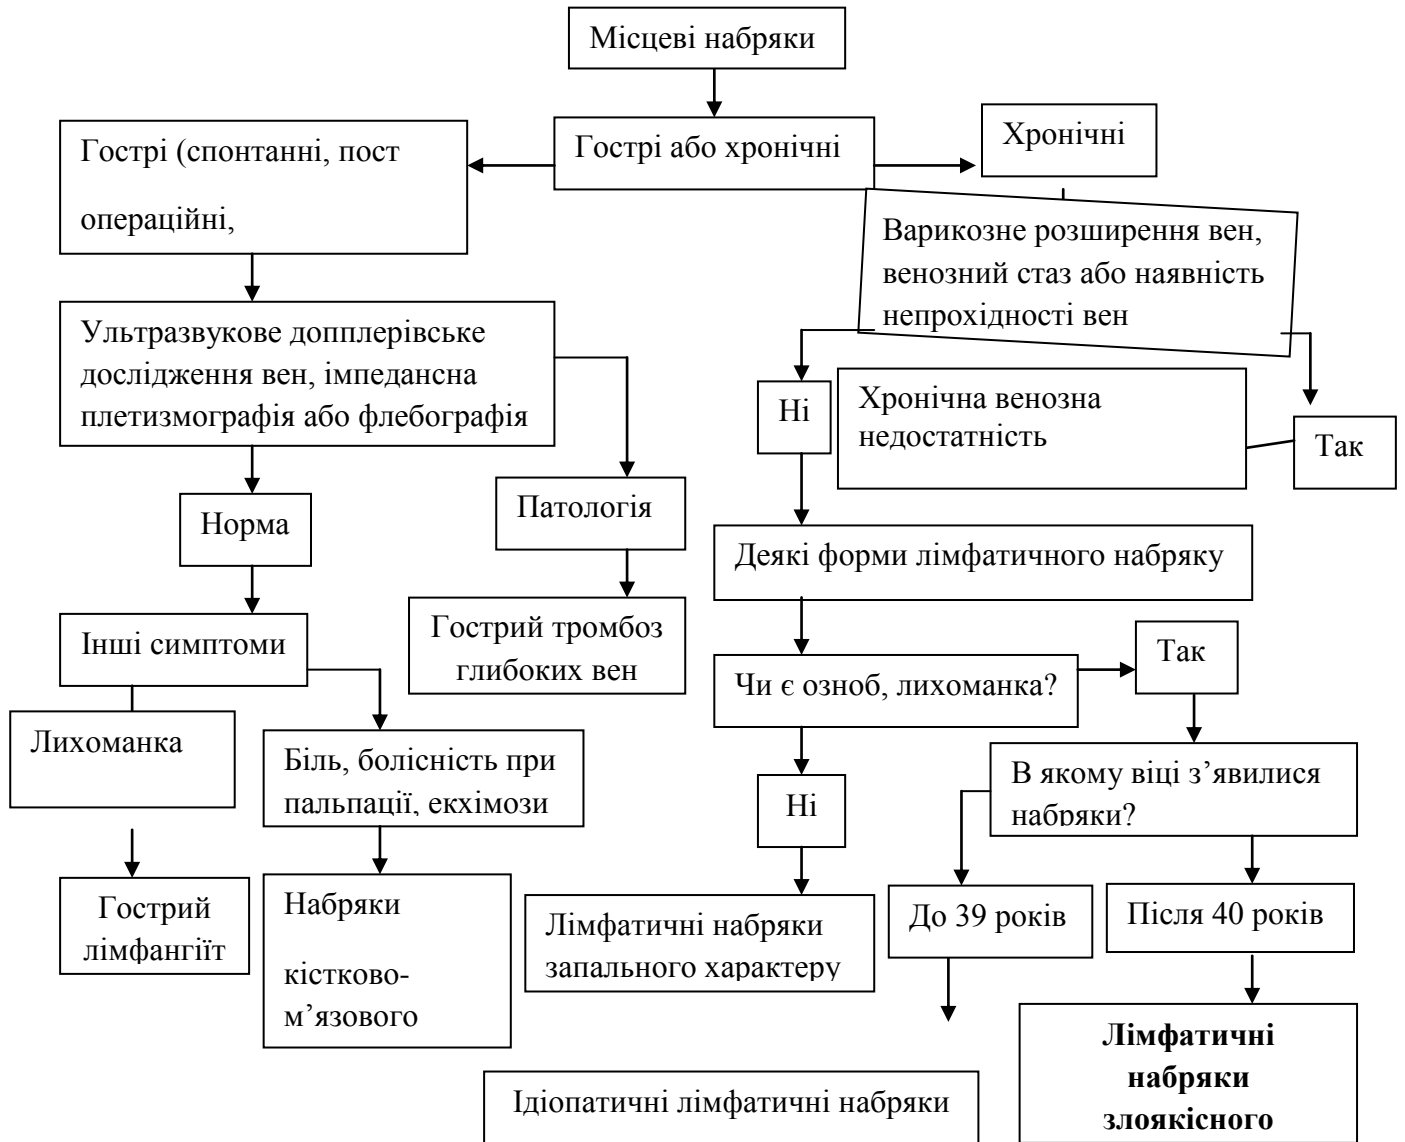 Місцеві набряки
Гострі або хронічні
Хронічні
Гострі (спонтанні, пост
операційні,
Варикозне розширення вен,
венозний стаз або наявність
непрохідності вен
Ультразвукове допплерівське
дослідження вен, імпедансна
плетизмографія або флебографія
Ні
Хронічна венозна
недостатність
Так
Норма
Патологія
Деякі форми лімфатичного набряку
Інші симптоми
Гострий тромбоз
глибоких вен
Чи є озноб, лихоманка?
Так
Лихоманка
Біль, болісність при
пальпації, екхімози
Ні
В якому віці з’явилися
набряки?
Гострий
лімфангіїт
Набряки
кістково-
м’язового
Лімфатичні набряки
запального характеру
До 39 років
Після 40 років
Ідіопатичні лімфатичні набряки
Лімфатичні
набряки
злоякісного